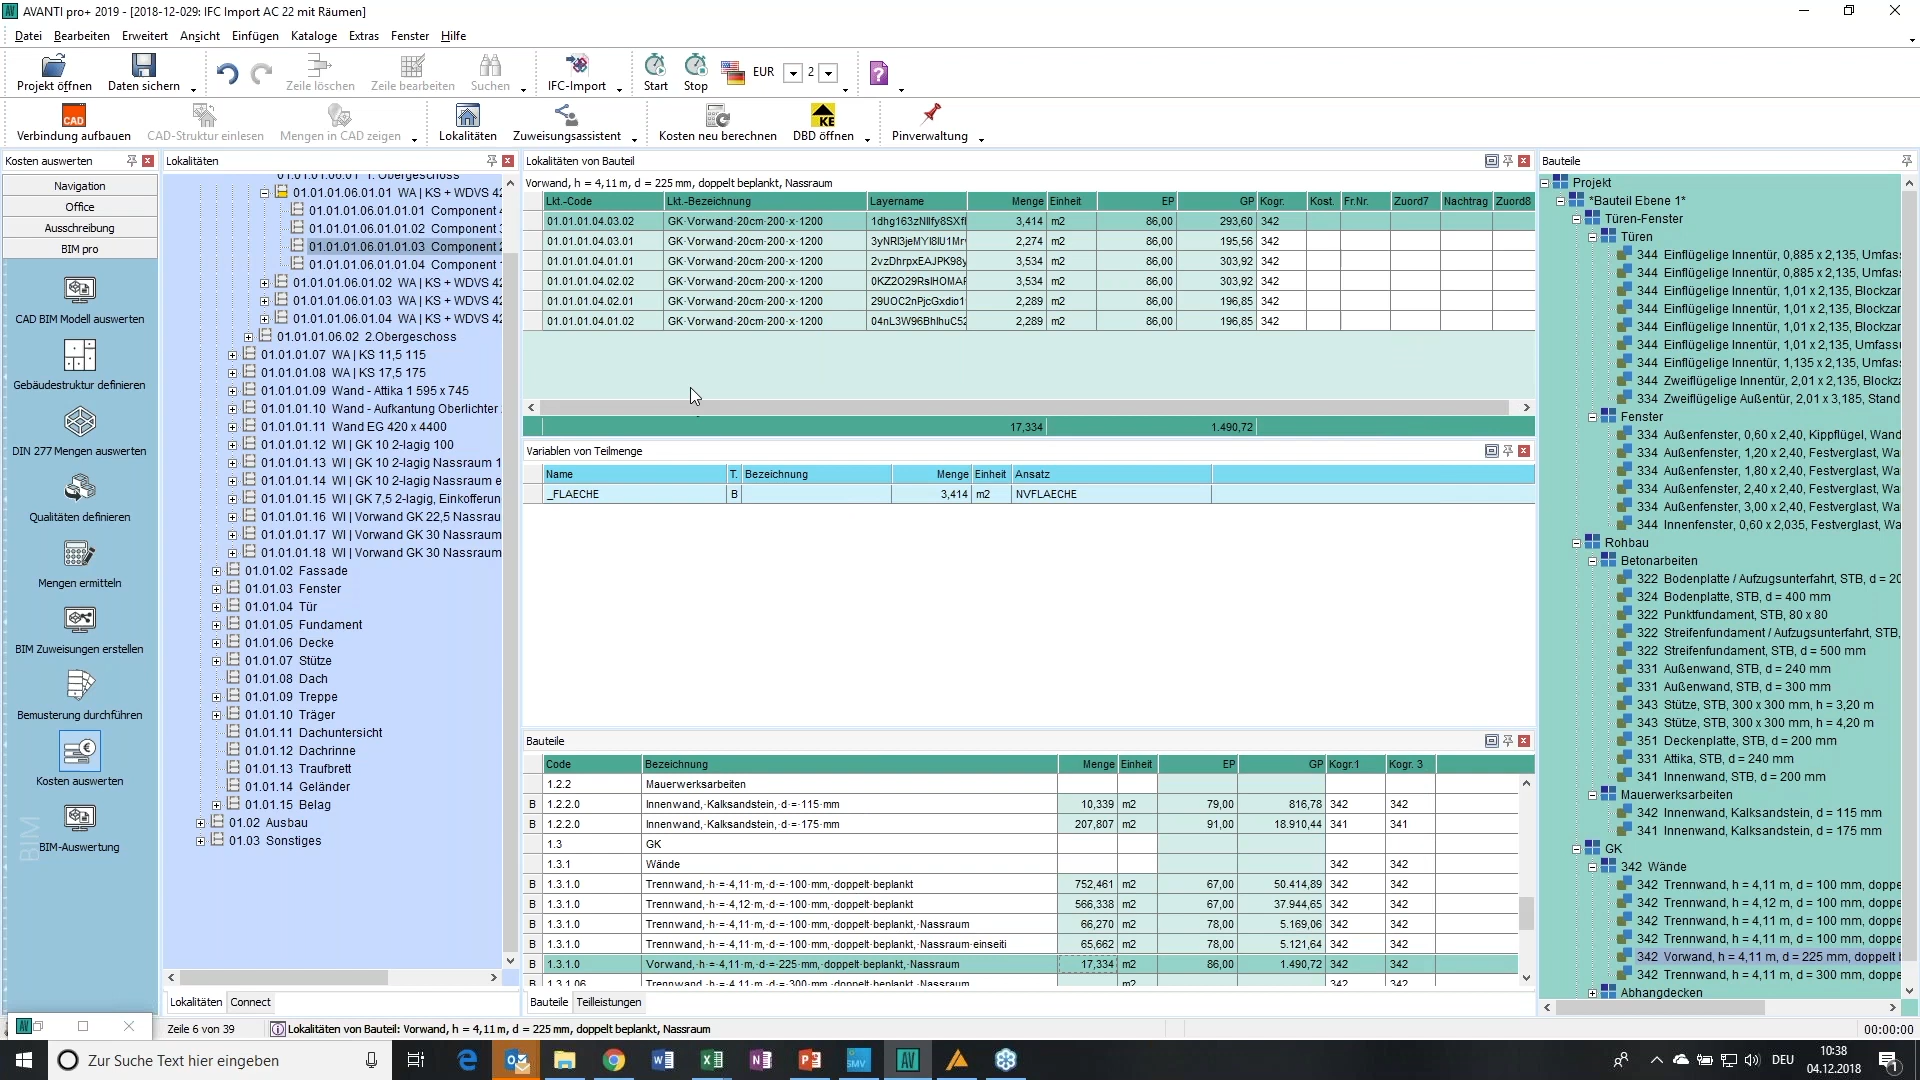 AVANTI pro+ 2019 - [2018-12-029: IFC Import AC 22 mit Räumen]
Datei Bearbeiten Erweitert Ansicht Einfügen Kataloge Extras Fenster Hilfe
Projekt öffnen Daten sichern Zeile löschen Zeile bearbeiten Suchen IFC-Import Start Stop EUR 2
Verbindung aufbauen CAD-Struktur einlesen Mengen in CAD zeigen Lokalitäten Zuweisungsassistent Kosten neu berechnen DBD öffnen Pinverwaltung
Kosten auswerten
Navigation
Office
Ausschreibung
BIM pro
CAD BIM Modell auswerten
Gebäudestruktur definieren
DIN 277 Mengen auswerten
Qualitäten definieren
Mengen ermitteln
BIM Zuweisungen erstellen
Bemusterung durchführen
Kosten auswerten
BIM-Auswertung
BIM
Lokalitäten
01.01.01.06.01 1. Obergeschoss
01.01.01.06.01.01 WA | KS + WDVS 42
01.01.01.06.01.01.01 Component
01.01.01.06.01.01.02 Component
01.01.01.06.01.01.03 Component 2
01.01.01.06.01.01.04 Component
01.01.01.06.01.02 WA | KS + WDVS 42
01.01.01.06.01.03 WA | KS + WDVS 42
01.01.01.06.01.04 WA | KS + WDVS 42
01.01.01.06.02 2.Obergeschoss
01.01.01.07 WA | KS 11,5 115
01.01.01.08 WA | KS 17,5 175
01.01.01.09 Wand - Attika 1 595 x 745
01.01.01.10 Wand - Aufkantung Oberlichter
01.01.01.11 Wand EG 420 x 4400
01.01.01.12 WI | GK 10 2-lagig 100
01.01.01.13 WI | GK 10 2-lagig Nassraum 1
01.01.01.14 WI | GK 10 2-lagig Nassraum e
01.01.01.15 WI | GK 7,5 2-lagig, Einkofferun
01.01.01.16 WI | Vorwand GK 22,5 Nassrau
01.01.01.17 WI | Vorwand GK 30 Nassraum
01.01.01.18 WI | Vorwand GK 30 Nassraum
01.01.02 Fassade
01.01.03 Fenster
01.01.04 Tür
01.01.05 Fundament
01.01.06 Decke
01.01.07 Stütze
01.01.08 Dach
01.01.09 Treppe
01.01.10 Träger
01.01.11 Dachuntersicht
01.01.12 Dachrinne
01.01.13 Traufbrett
01.01.14 Geländer
01.01.15 Belag
01.02 Ausbau
01.03 Sonstiges
Lokalitäten Connect
Lokalitäten von Bauteil
Vorwand, h = 4,11 m, d = 225 mm, doppelt beplankt, Nassraum
Lkt.-Code Lkt.-Bezeichnung Layername Menge Einheit EP GP Kogr. Kost. Fr.Nr. Zuord7 Nachtrag Zuord8
01.01.01.04.03.02 GK·Vorwand·20cm·200·x·1200 1dhg163zNlfy8SXfl 3,414 m2 86,00 293,60 342
01.01.01.04.03.01 GK·Vorwand·20cm·200·x·1200 3yNRl3jeMYl8lU1Mr 2,274 m2 86,00 195,56 342
01.01.01.04.01.01 GK·Vorwand·20cm·200·x·1200 2vzDhrpxEAJPK98y 3,534 m2 86,00 303,92 342
01.01.01.04.02.02 GK·Vorwand·20cm·200·x·1200 0KZ2O29RslHOMAF 3,534 m2 86,00 303,92 342
01.01.01.04.02.01 GK·Vorwand·20cm·200·x·1200 29UOC2nPjcGxdio1 2,289 m2 86,00 196,85 342
01.01.01.04.01.02 GK·Vorwand·20cm·200·x·1200 04nL3W96BhlhuC52 2,289 m2 86,00 196,85 342
17,334 1.490,72
Variablen von Teilmenge
Name T. Bezeichnung Menge Einheit Ansatz
_FLAECHE B 3,414 m2 NVFLAECHE
Bauteile
Code Bezeichnung Menge Einheit EP GP Kogr.1 Kogr. 3
1.2.2 Mauerwerksarbeiten
B 1.2.2.0 Innenwand,·Kalksandstein,·d·=·115·mm 10,339 m2 79,00 816,78 342 342
B 1.2.2.0 Innenwand,·Kalksandstein,·d·=·175·mm 207,807 m2 91,00 18.910,44 341 341
1.3 GK
1.3.1 Wände 342 342
B 1.3.1.0 Trennwand,·h·=·4,11·m,·d·=·100·mm,·doppelt·beplankt 752,461 m2 67,00 50.414,89 342 342
B 1.3.1.0 Trennwand,·h·=·4,12·m,·d·=·100·mm,·doppelt·beplankt 566,338 m2 67,00 37.944,65 342 342
B 1.3.1.0 Trennwand,·h·=·4,11·m,·d·=·100·mm,·doppelt·beplankt,·Nassraum 66,270 m2 78,00 5.169,06 342 342
B 1.3.1.0 Trennwand,·h·=·4,11·m,·d·=·100·mm,·doppelt·beplankt,·Nassraum·einseiti 65,662 m2 78,00 5.121,64 342 342
B 1.3.1.0 Vorwand,·h·=·4,11·m,·d·=·225·mm,·doppelt·beplankt,·Nassraum 17,334 m2 86,00 1.490,72 342 342
B 1.3.1.06 Trennwand,·h·=·4,11·m,·d·=·300·mm,·doppelt·beplankt,·Nassraum m2 342 342
Bauteile Teilleistungen
Bauteile
Projekt
*Bauteil Ebene 1*
Türen-Fenster
Türen
344 Einflügelige Innentür, 0,885 x 2,135, Umfas
344 Einflügelige Innentür, 0,885 x 2,135, Umfas
344 Einflügelige Innentür, 1,01 x 2,135, Blockzar
344 Einflügelige Innentür, 1,01 x 2,135, Blockzar
344 Einflügelige Innentür, 1,01 x 2,135, Blockzar
344 Einflügelige Innentür, 1,01 x 2,135, Umfass
344 Einflügelige Innentür, 1,135 x 2,135, Umfas
344 Zweiflügelige Innentür, 2,01 x 2,135, Blockz
334 Zweiflügelige Außentür, 2,01 x 3,185, Stand
Fenster
334 Außenfenster, 0,60 x 2,40, Kippflügel, Wand
334 Außenfenster, 1,20 x 2,40, Festverglast, Wa
334 Außenfenster, 1,80 x 2,40, Festverglast, Wa
334 Außenfenster, 2,40 x 2,40, Festverglast, Wa
334 Außenfenster, 3,00 x 2,40, Festverglast, Wa
344 Innenfenster, 0,60 x 2,035, Festverglast, Wa
Rohbau
Betonarbeiten
322 Bodenplatte / Aufzugsunterfahrt, STB, d = 20
324 Bodenplatte, STB, d = 400 mm
322 Punktfundament, STB, 80 x 80
322 Streifenfundament / Aufzugsunterfahrt, STB,
322 Streifenfundament, STB, d = 500 mm
331 Außenwand, STB, d = 240 mm
331 Außenwand, STB, d = 300 mm
343 Stütze, STB, 300 x 300 mm, h = 3,20 m
343 Stütze, STB, 300 x 300 mm, h = 4,20 m
351 Deckenplatte, STB, d = 200 mm
331 Attika, STB, d = 240 mm
341 Innenwand, STB, d = 200 mm
Mauerwerksarbeiten
342 Innenwand, Kalksandstein, d = 115 mm
341 Innenwand, Kalksandstein, d = 175 mm
GK
342 Wände
342 Trennwand, h = 4,11 m, d = 100 mm, doppe
342 Trennwand, h = 4,12 m, d = 100 mm, doppe
342 Trennwand, h = 4,11 m, d = 100 mm, doppe
342 Trennwand, h = 4,11 m, d = 100 mm, doppe
342 Vorwand, h = 4,11 m, d = 225 mm, doppelt b
342 Trennwand, h = 4,11 m, d = 300 mm, doppe
Abhangdecken
Zeile 6 von 39 Lokalitäten von Bauteil: Vorwand, h = 4,11 m, d = 225 mm, doppelt beplankt, Nassraum 00:00:00
Zur Suche Text hier eingeben DEU 10:38
04.12.2018